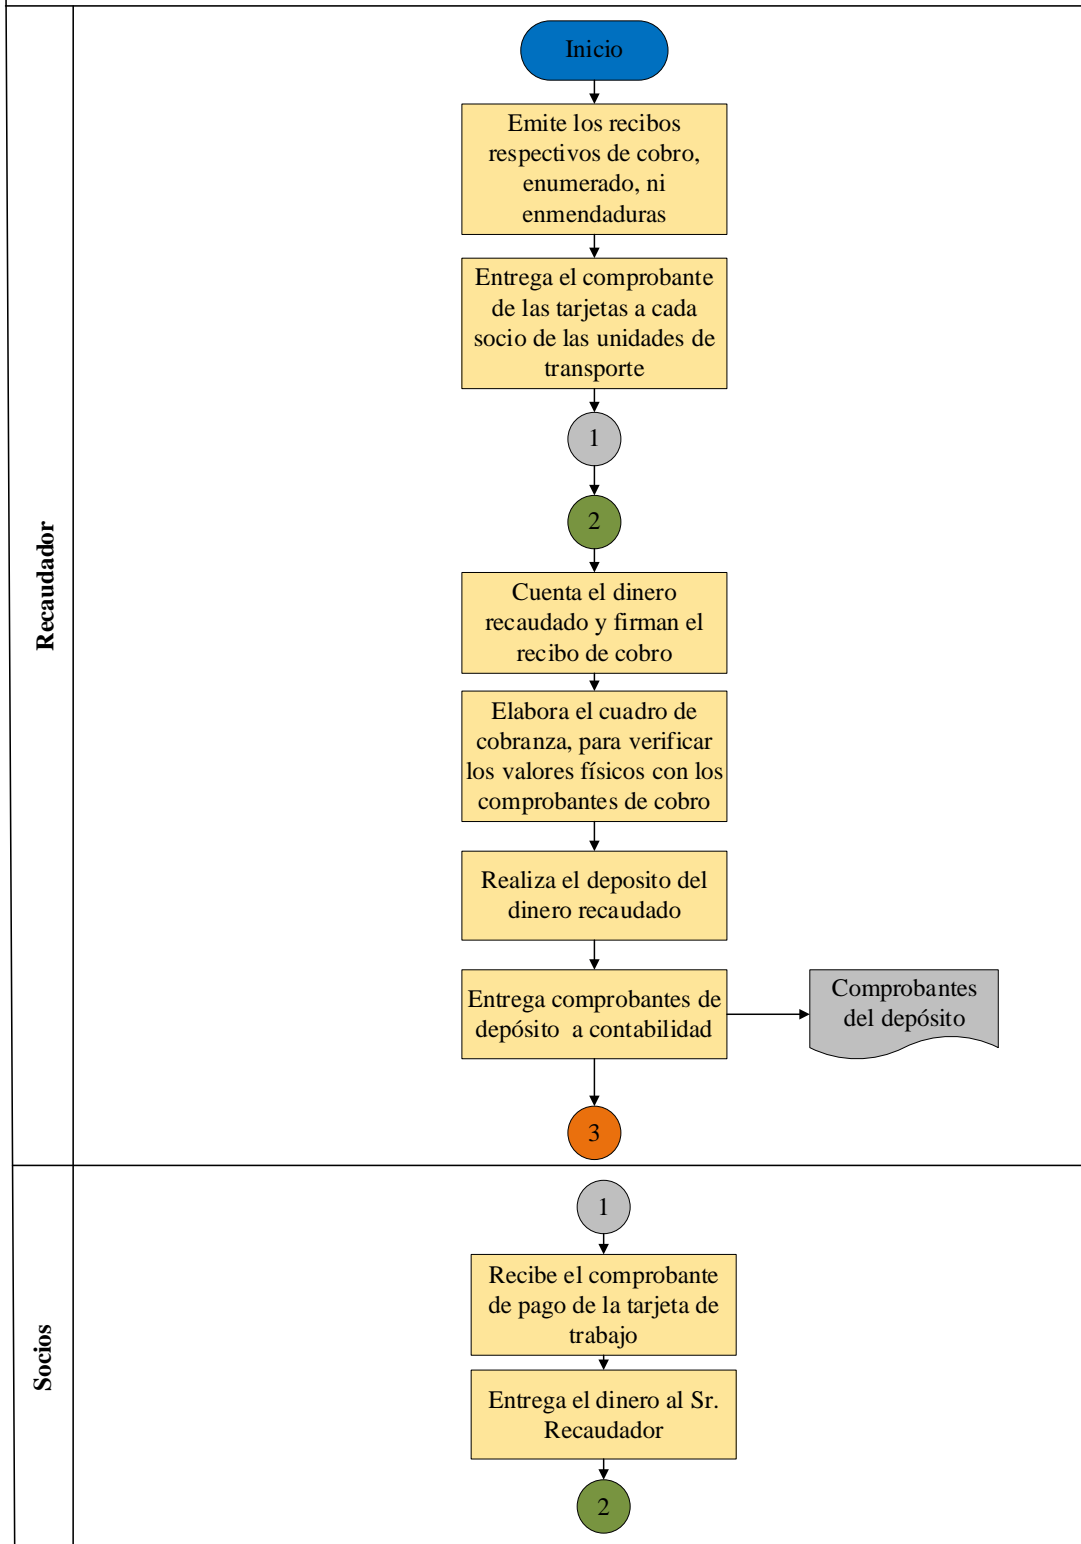 Recaudador
Inicio
Emite los recibos
respectivos de cobro,
enumerado, ni
enmendaduras
Entrega el comprobante
de las tarjetas a cada
socio de las unidades de
transporte
1
2
Cuenta el dinero
recaudado y firman el
recibo de cobro
Elabora el cuadro de
cobranza, para verificar
los valores físicos con los
comprobantes de cobro
Realiza el deposito del
dinero recaudado
Entrega comprobantes de
depósito a contabilidad
Comprobantes
del depósito
3
Socios
1
Recibe el comprobante
de pago de la tarjeta de
trabajo
Entrega el dinero al Sr.
Recaudador
2